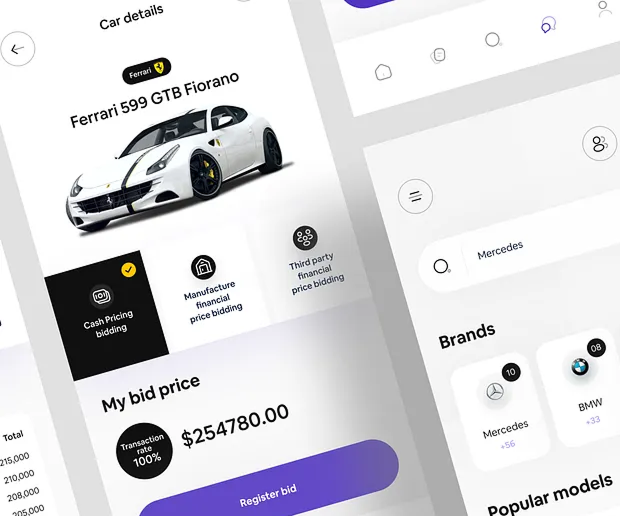 Car details
Ferrari
Ferrari 599 GTB Fiorano
Cash Pricing
bidding
Manufacture
financial
price bidding
Third party
financial
price bidding
My bid price
Transaction
rate
100%
$254780.00
Register bid
Total
215,000
210,000
208,000
205,000
Mercedes
Brands
10
Mercedes
+56
08
BMW
+33
Popular models